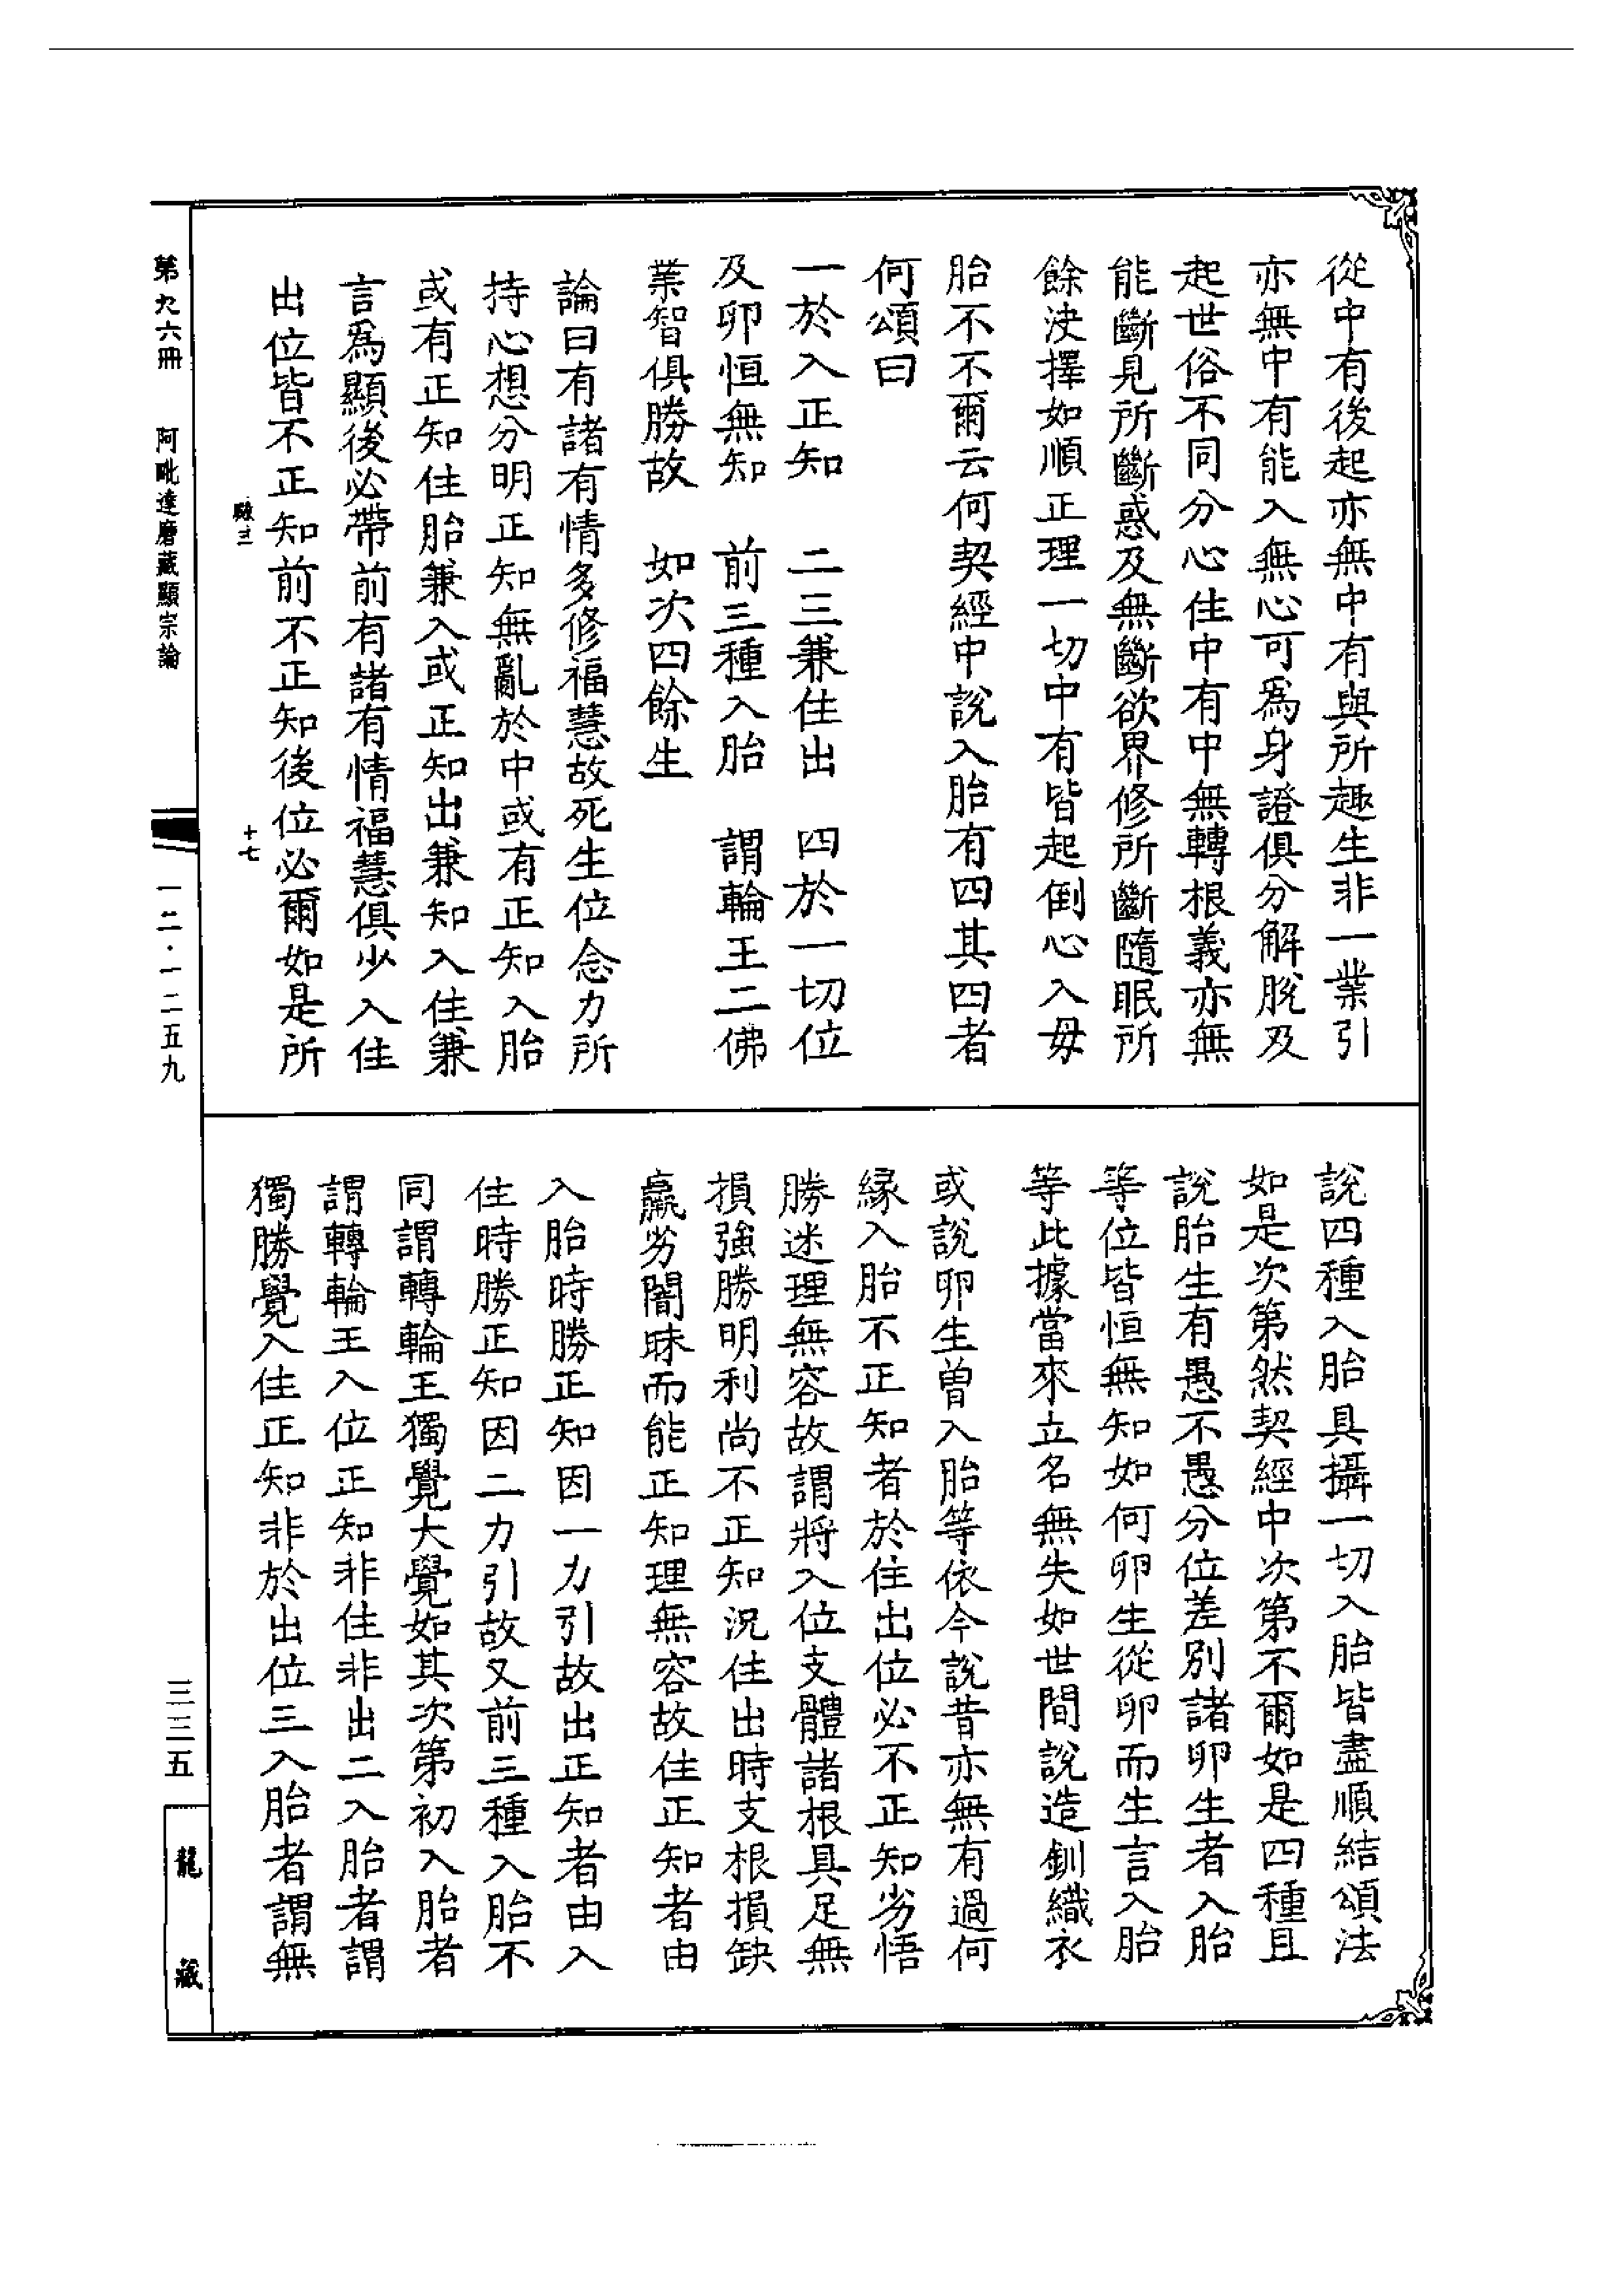 從中有後起亦無中有與所趣生非一業引
亦無中有能入無心可爲身證俱分解脫及
起世俗不同分心住中有中無轉根義亦無
能斷見所斷惑及無斷欲界修所斷隨眠所
餘決擇如順正理一切中有皆起倒心入毋
胎不不爾云何契經中說入胎有四其四者
何頌曰
一於入正知　二三兼住出　四於一切位
及卵恒無知　前三種入胎　謂輪王二佛
業智俱勝故　如次四餘生
論曰有諸有情多修福慧故死生位念力所
持心想分明正知無亂於中或有正知入胎
或有正知住胎兼入或正知出兼知入住兼
言爲顯後必帶前有諸有情福慧俱少入住
出位皆不正知前不正知後位必爾如是所
十七
說四種入胎具攝一切入胎皆盡順結頌法
如是次第然契經中次第不爾如是四種且
說胎生有愚不愚分位差別諸卵生者入胎
等位皆恒無知如何卵生從卵而生言入胎
等此據當來立名無失如世間說造釧織衣
或說卵生曾入胎等依今說昔亦無有過何
緣入胎不正知者於住出位必不正知劣悟
勝迷理無容故謂將入位支體諸根具足無
損強勝明利尚不正知況住出時支根損缺
羸劣闇昧而能正知理無容故住正知者由
入胎時勝正知因一力引故出正知者由入
住時勝正知因二力引故又前三種入胎不
同謂轉輪王獨覺大覺如其次第初入胎者
謂轉輪王入位正知非住非出二入胎者謂
獨勝覺入住正知非於出位三入胎者謂無
第九六冊　阿毗達磨藏顯宗論　一二・一二五九　三三五　龍藏